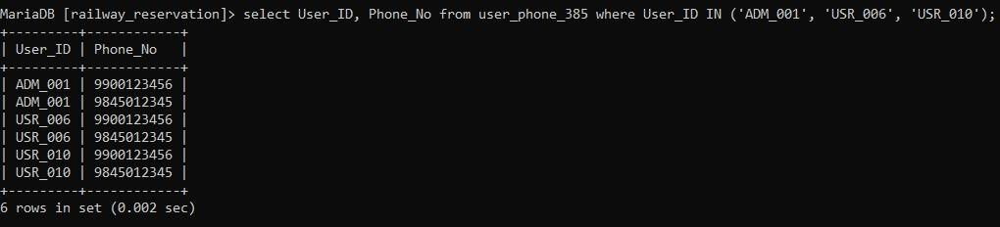 MariaDB [railway_reservation]> select User_ID, Phone_No from user_phone_385 where User_ID IN ('ADM_001', 'USR_006', 'USR_010');
+---------+------------+
| User_ID | Phone_No   |
+---------+------------+
| ADM_001 | 9900123456 |
| ADM_001 | 9845012345 |
| USR_006 | 9900123456 |
| USR_006 | 9845012345 |
| USR_010 | 9900123456 |
| USR_010 | 9845012345 |
+---------+------------+
6 rows in set (0.002 sec)